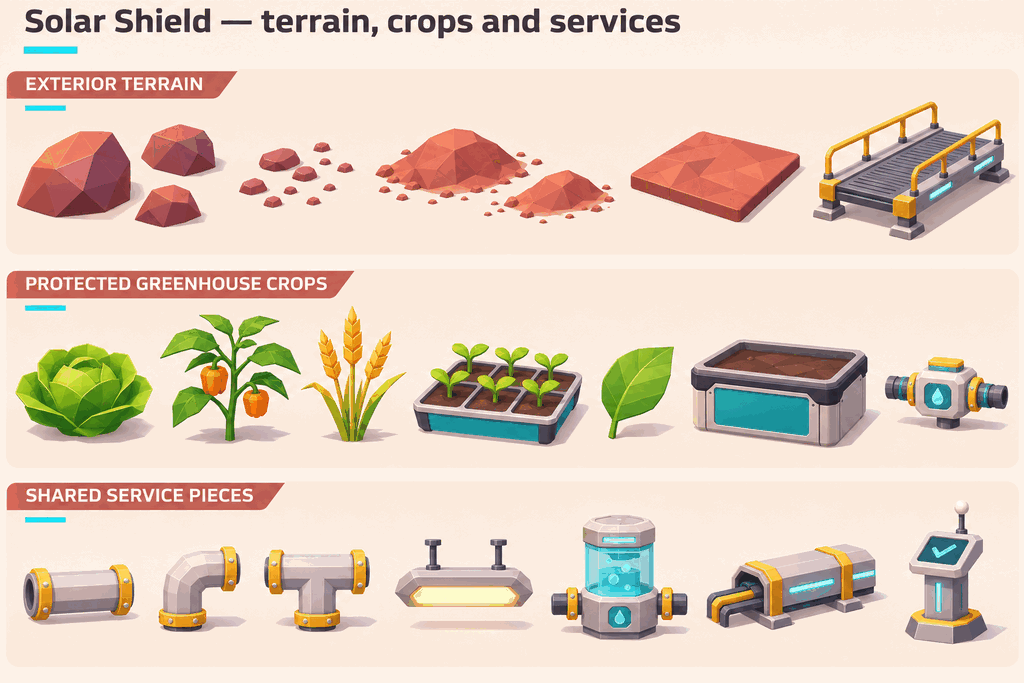 Solar Shield — terrain, crops and services
EXTERIOR TERRAIN
PROTECTED GREENHOUSE CROPS
SHARED SERVICE PIECES